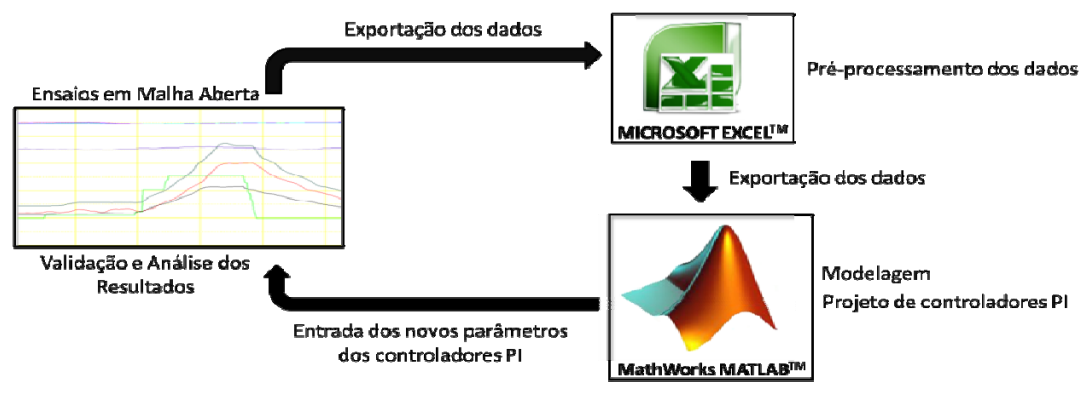 Exportação dos dados
Ensaios em Malha Aberta
MICROSOFT EXCEL™
Pré-processamento dos dados
Exportação dos dados
Validação e Análise dos
Resultados
Modelagem
Projeto de controladores PI
Entrada dos novos parâmetros
dos controladores PI
MathWorks MATLAB™